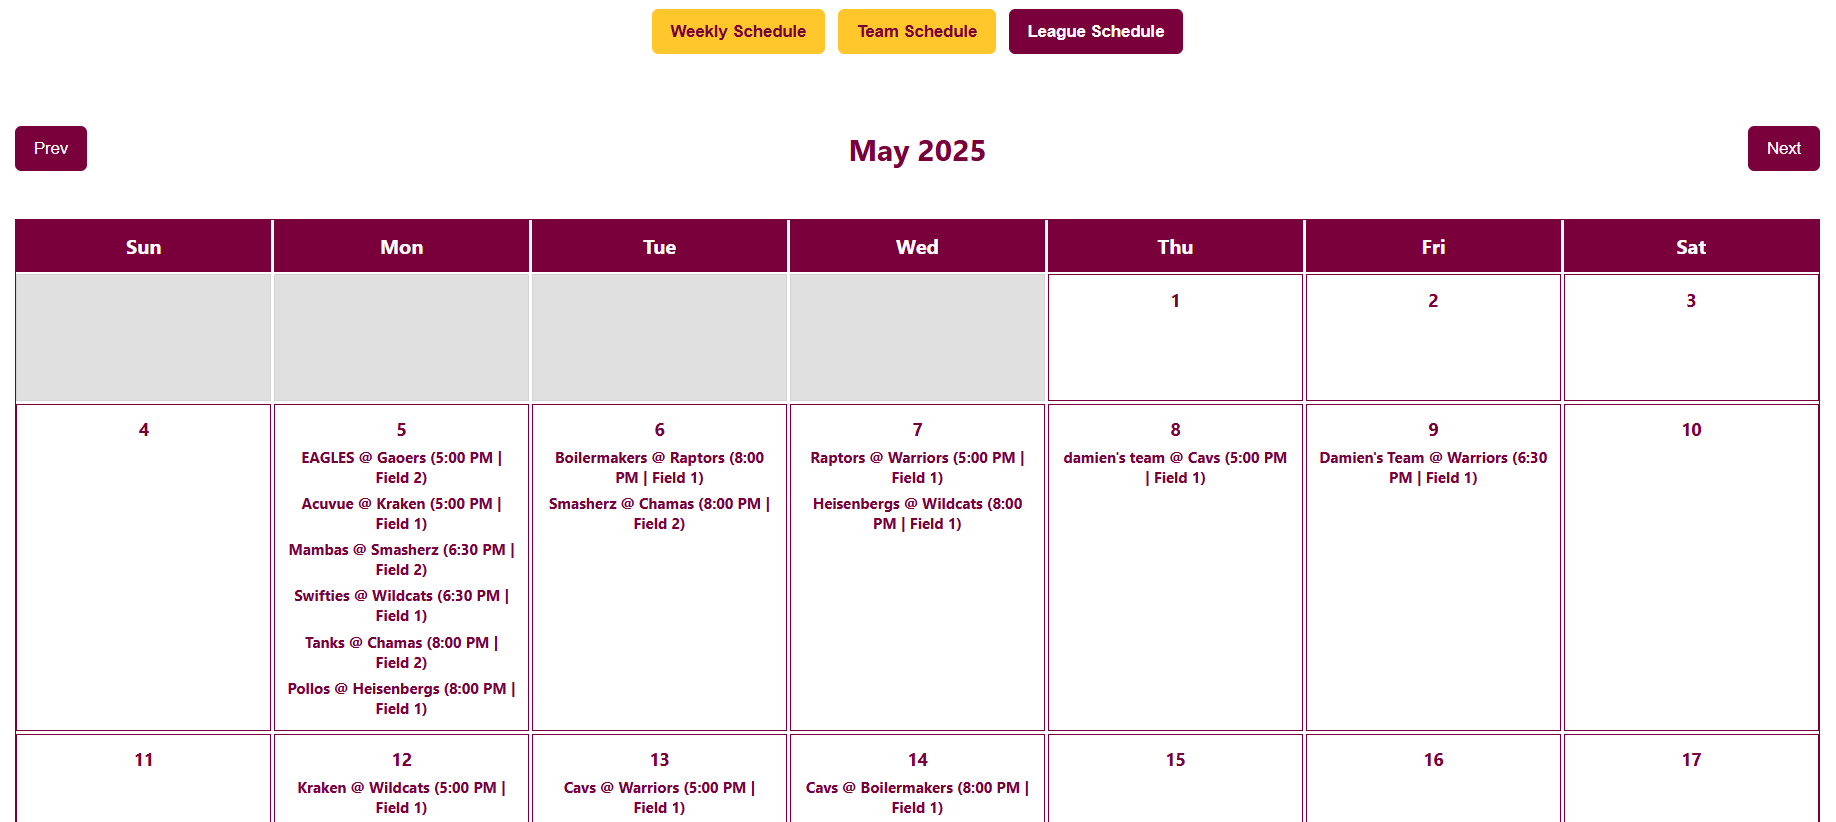 Weekly Schedule Team Schedule League Schedule
Prev May 2025 Next
Sun Mon Tue Wed Thu Fri Sat
1 2 3
4
5
EAGLES @ Gaoers (5:00 PM |
Field 2)
Acuvue @ Kraken (5:00 PM |
Field 1)
Mambas @ Smasherz (6:30 PM |
Field 2)
Swifties @ Wildcats (6:30 PM |
Field 1)
Tanks @ Chamas (8:00 PM |
Field 2)
Pollos @ Heisenbergs (8:00 PM |
Field 1)
6
Boilermakers @ Raptors (8:00
PM | Field 1)
Smasherz @ Chamas (8:00 PM |
Field 2)
7
Raptors @ Warriors (5:00 PM |
Field 1)
Heisenbergs @ Wildcats (8:00
PM | Field 1)
8
damien's team @ Cavs (5:00 PM
| Field 1)
9
Damien's Team @ Warriors (6:30
PM | Field 1)
10
11
12
Kraken @ Wildcats (5:00 PM |
Field 1)
13
Cavs @ Warriors (5:00 PM |
Field 1)
14
Cavs @ Boilermakers (8:00 PM |
Field 1)
15
16
17